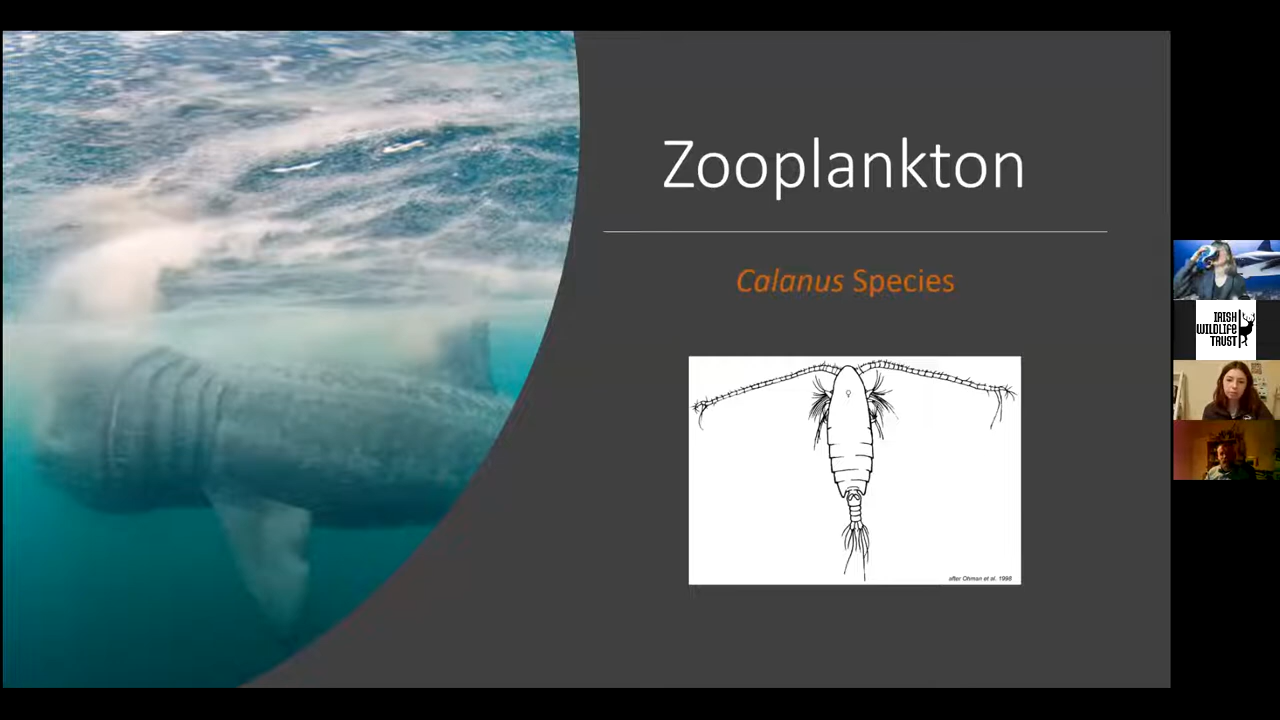 Zooplankton
Calanus Species
after Ohman et al. 1998
IRISH
WILDLIFE
TRUST